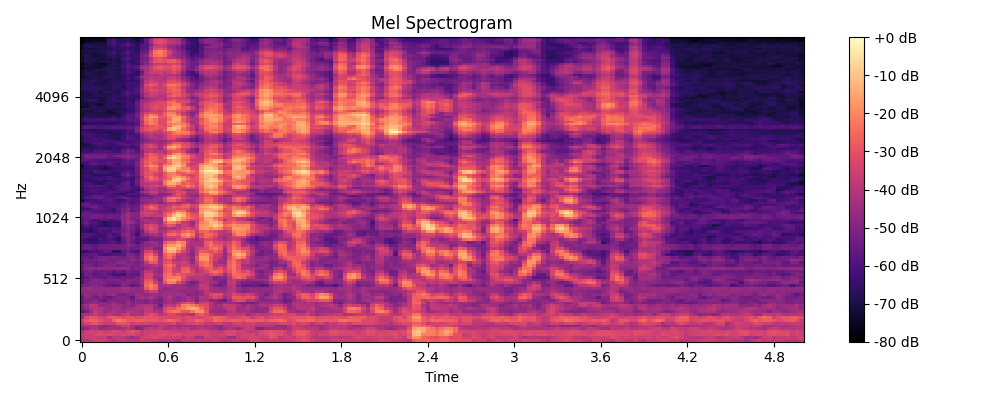 Mel Spectrogram
Hz
4096
2048
1024
512
0
0 0.6 1.2 1.8 2.4 3 3.6 4.2 4.8
Time
+0 dB
-10 dB
-20 dB
-30 dB
-40 dB
-50 dB
-60 dB
-70 dB
-80 dB